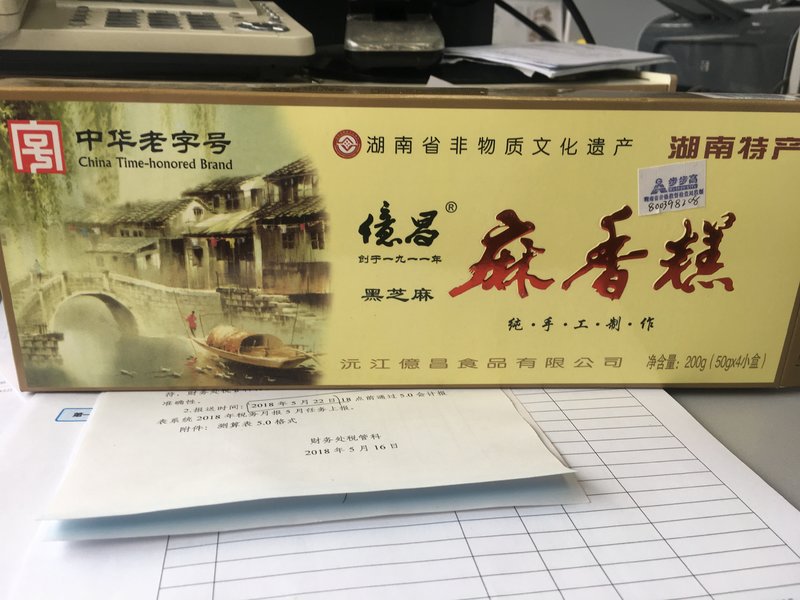 中华老字号
China Time-honored Brand
湖南省非物质文化遗产
湖南特产
步步高
800398208
億昌®
创于一九一一年
黑芝麻
麻香糕
纯·手·工·制·作
沅江億昌食品有限公司
净含量：200g（50gx4小盒）
准确性。
2.报送时间：2018年5月22日18点前通过5.0会计报
表系统2018年税务月报5月任务上报。
附件：测算表5.0格式
财务处税管科
2018年5月16日
第一